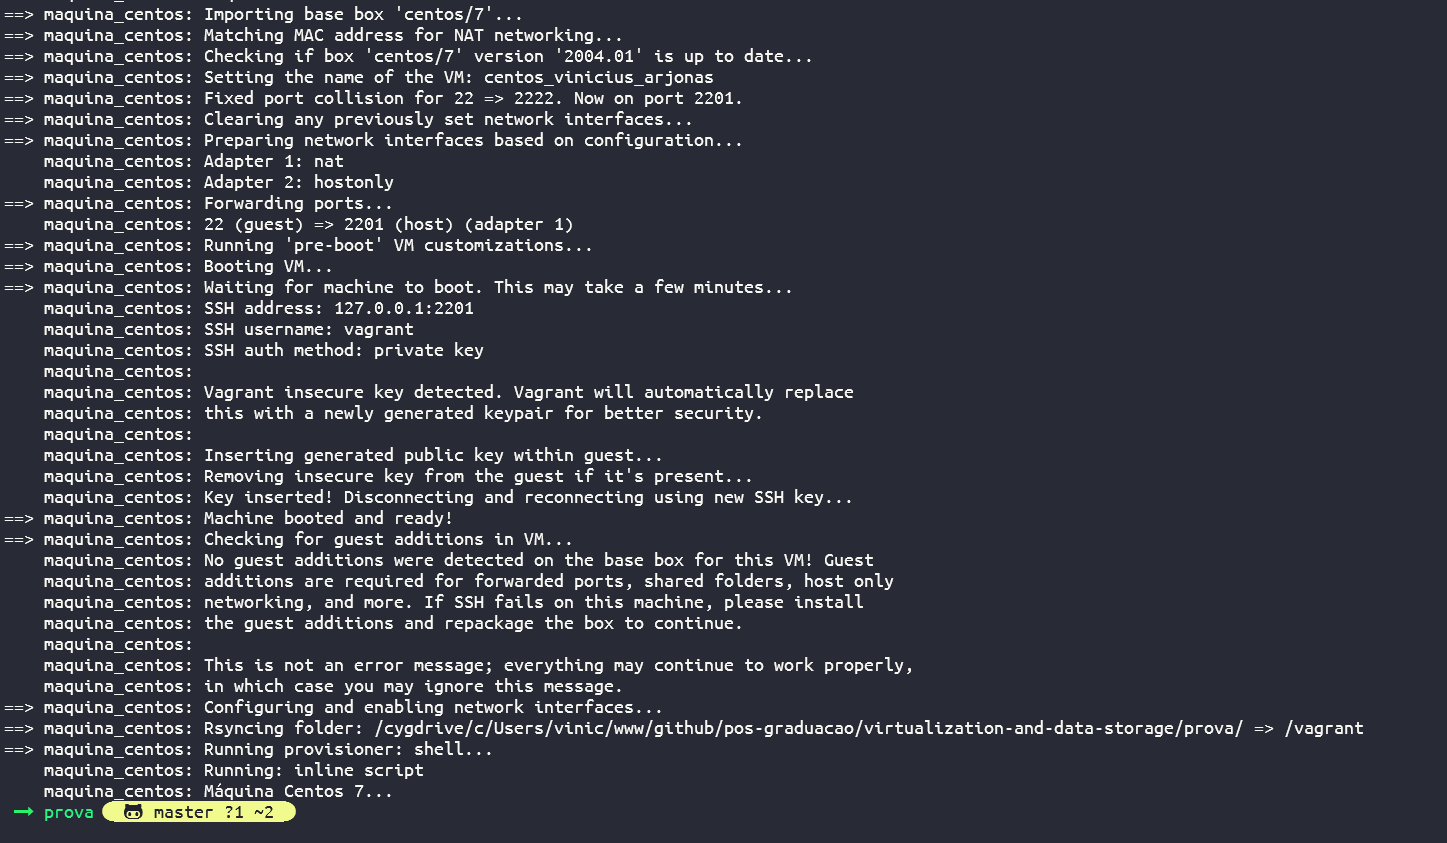 ==> maquina_centos: Importing base box 'centos/7'...
==> maquina_centos: Matching MAC address for NAT networking...
==> maquina_centos: Checking if box 'centos/7' version '2004.01' is up to date...
==> maquina_centos: Setting the name of the VM: centos_vinicius_arjonas
==> maquina_centos: Fixed port collision for 22 => 2222. Now on port 2201.
==> maquina_centos: Clearing any previously set network interfaces...
==> maquina_centos: Preparing network interfaces based on configuration...
    maquina_centos: Adapter 1: nat
    maquina_centos: Adapter 2: hostonly
==> maquina_centos: Forwarding ports...
    maquina_centos: 22 (guest) => 2201 (host) (adapter 1)
==> maquina_centos: Running 'pre-boot' VM customizations...
==> maquina_centos: Booting VM...
==> maquina_centos: Waiting for machine to boot. This may take a few minutes...
    maquina_centos: SSH address: 127.0.0.1:2201
    maquina_centos: SSH username: vagrant
    maquina_centos: SSH auth method: private key
    maquina_centos:
    maquina_centos: Vagrant insecure key detected. Vagrant will automatically replace
    maquina_centos: this with a newly generated keypair for better security.
    maquina_centos:
    maquina_centos: Inserting generated public key within guest...
    maquina_centos: Removing insecure key from the guest if it's present...
    maquina_centos: Key inserted! Disconnecting and reconnecting using new SSH key...
==> maquina_centos: Machine booted and ready!
==> maquina_centos: Checking for guest additions in VM...
    maquina_centos: No guest additions were detected on the base box for this VM! Guest
    maquina_centos: additions are required for forwarded ports, shared folders, host only
    maquina_centos: networking, and more. If SSH fails on this machine, please install
    maquina_centos: the guest additions and repackage the box to continue.
    maquina_centos:
    maquina_centos: This is not an error message; everything may continue to work properly,
    maquina_centos: in which case you may ignore this message.
==> maquina_centos: Configuring and enabling network interfaces...
==> maquina_centos: Rsyncing folder: /cygdrive/c/Users/vinic/www/github/pos-graduacao/virtualization-and-data-storage/prova/ => /vagrant
==> maquina_centos: Running provisioner: shell...
    maquina_centos: Running: inline script
    maquina_centos: Máquina Centos 7...
→ prova master ?1 ~2